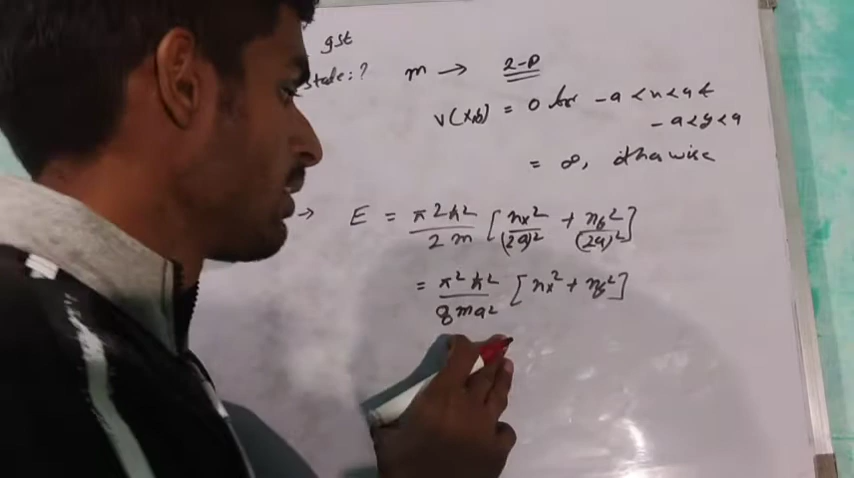 gst
state:? m → 2-D
V(x,y) = 0 for -a < x < a &
-a < y < a
= ∞, otherwise
→ E = π²ħ²/2m [nx²/(2a)² + ny²/(2a)²]
= π²ħ²/8ma² [nx² + ny²]